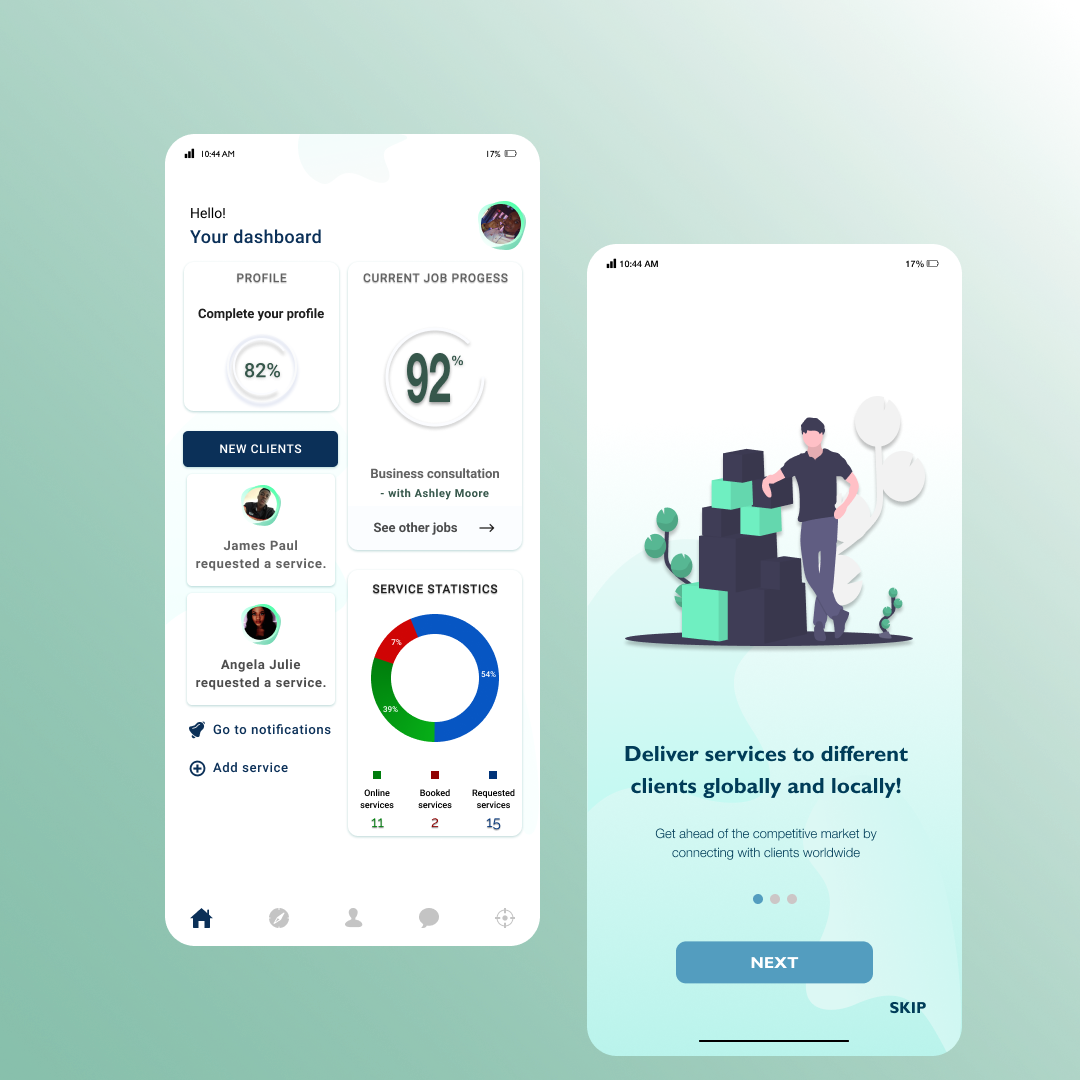 10:44 AM
17%
Hello!
Your dashboard
PROFILE
Complete your profile
82%
CURRENT JOB PROGESS
92%
Business consultation
- with Ashley Moore
See other jobs
NEW CLIENTS
James Paul
requested a service.
Angela Julie
requested a service.
Go to notifications
Add service
SERVICE STATISTICS
7%
54%
39%
Online
services
11
Booked
services
2
Requested
services
15
10:44 AM
17%
Deliver services to different
clients globally and locally!
Get ahead of the competitive market by
connecting with clients worldwide
NEXT
SKIP